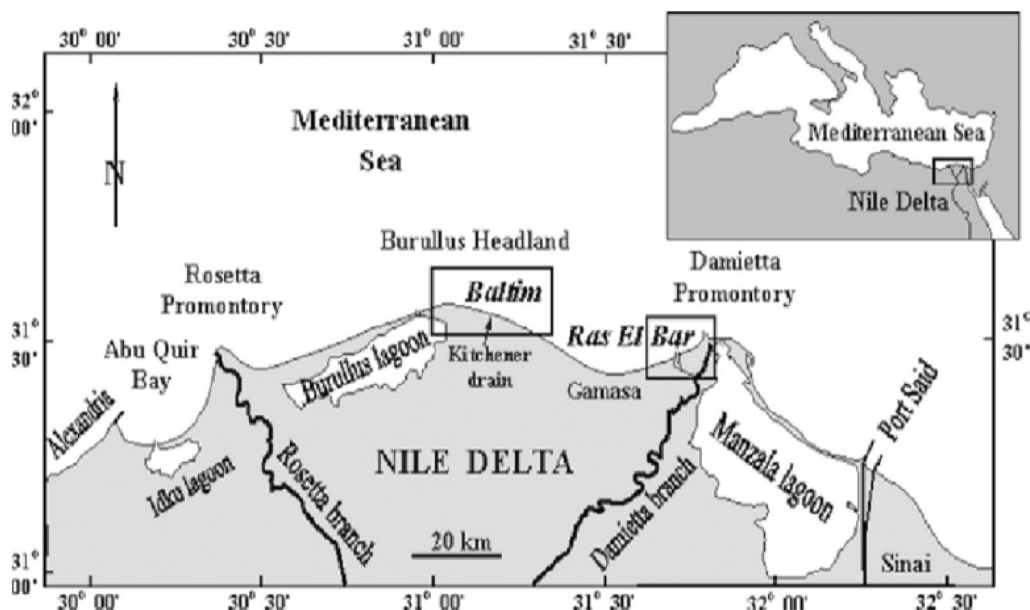 30° 00' 30° 30' 31° 00' 31° 30'
Mediterranean Sea
Nile Delta
32°
00'
N
Mediterranean
Sea
Burullus Headland
Rosetta
Promontory
Damietta
Promontory
Baltim
Ras El Bar
31°
30'
31°
30'
Abu Quir
Bay
Kitchener
drain
Burullus lagoon
Gamasa
Alexandria
Idku lagoon
Rosetta branch
NILE DELTA
Damietta branch
Manzala lagoon
Port Said
20 km
Sinai
31°
00'
30° 00' 30° 30' 31° 00' 31° 30' 32° 00' 32° 30'